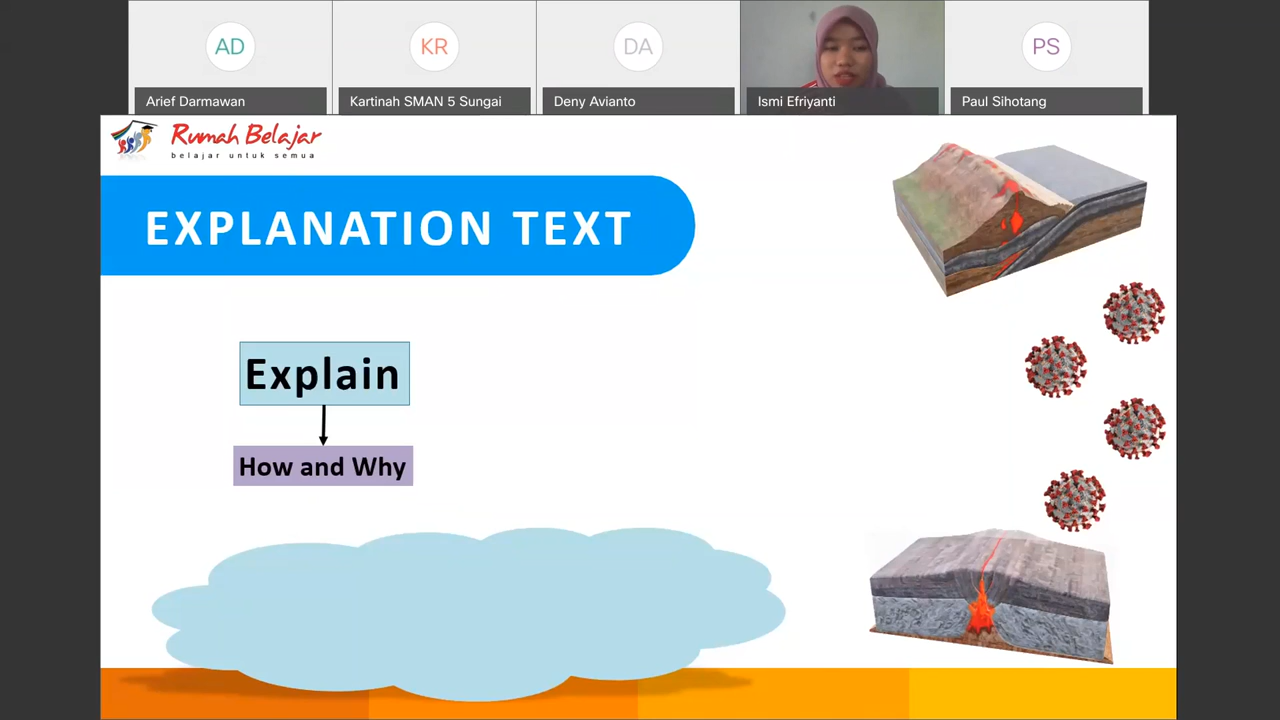 AD
KR
DA
PS
Arief Darmawan
Kartinah SMAN 5 Sungai
Deny Avianto
Ismi Efriyanti
Paul Sihotang
Rumah Belajar
belajar untuk semua
EXPLANATION TEXT
Explain
How and Why